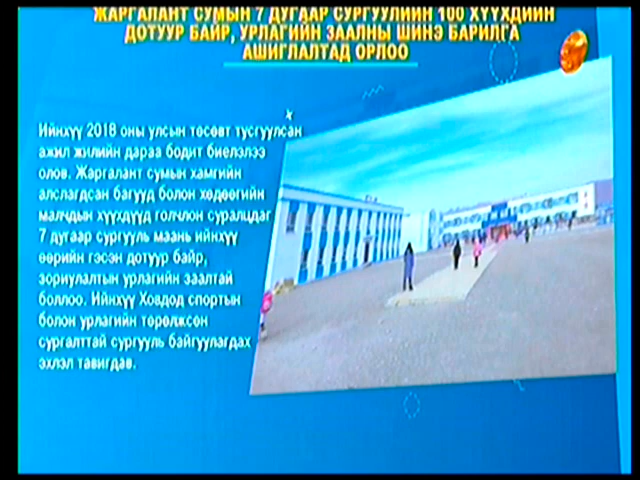 ЖАРГАЛАНТ СУМЫН 7 ДУГААР СУРГУУЛИЙН 100 ХҮҮХДИЙН
ДОТУУР БАЙР, УРЛАГИЙН ЗААЛНЫ ШИНЭ БАРИЛГА
АШИГЛАЛТАД ОРЛОО
Ийнхүү 2018 оны улсын төсөвт тусгуулсан
ажил жилийн дараа бодит биелэлээ
олов. Жаргалант сумын хамгийн
алслагдсан багууд болон хөдөөгийн
малчдын хүүхдүүд голчлон суралцдаг
7 дугаар сургууль маань ийнхүү
өөрийн гэсэн дотуур байр,
зориулалтын урлагийн заалтай
боллоо. Ийнхүү Ховдод спортын
болон урлагийн төрөлжсөн
сургалттай сургууль байгуулагдах
эхлэл тавигдав.